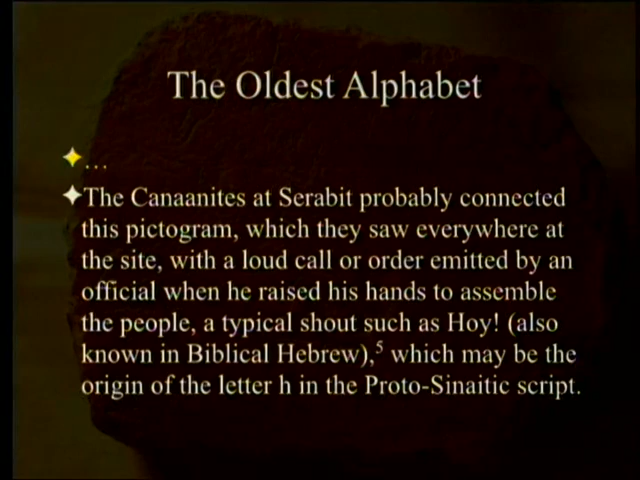 The Oldest Alphabet
…
The Canaanites at Serabit probably connected
this pictogram, which they saw everywhere at
the site, with a loud call or order emitted by an
official when he raised his hands to assemble
the people, a typical shout such as Hoy! (also
known in Biblical Hebrew),⁵ which may be the
origin of the letter h in the Proto-Sinaitic script.